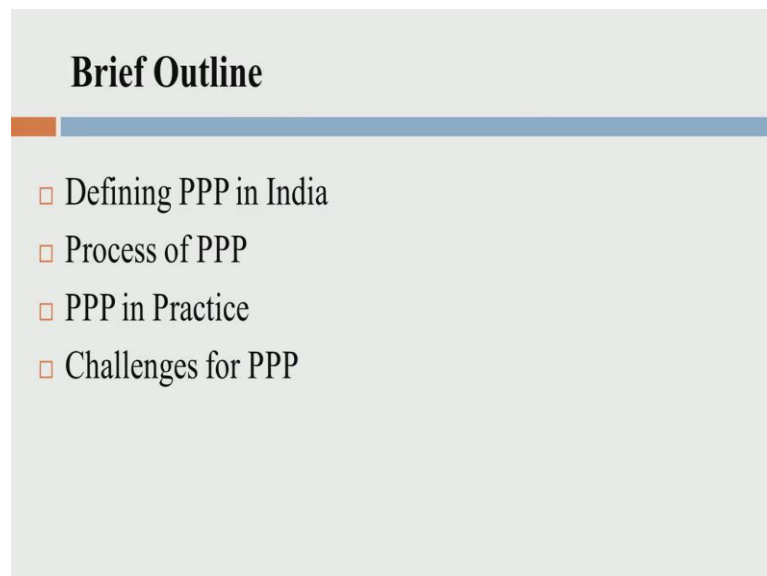 Brief Outline
Defining PPP in India
Process of PPP
PPP in Practice
Challenges for PPP